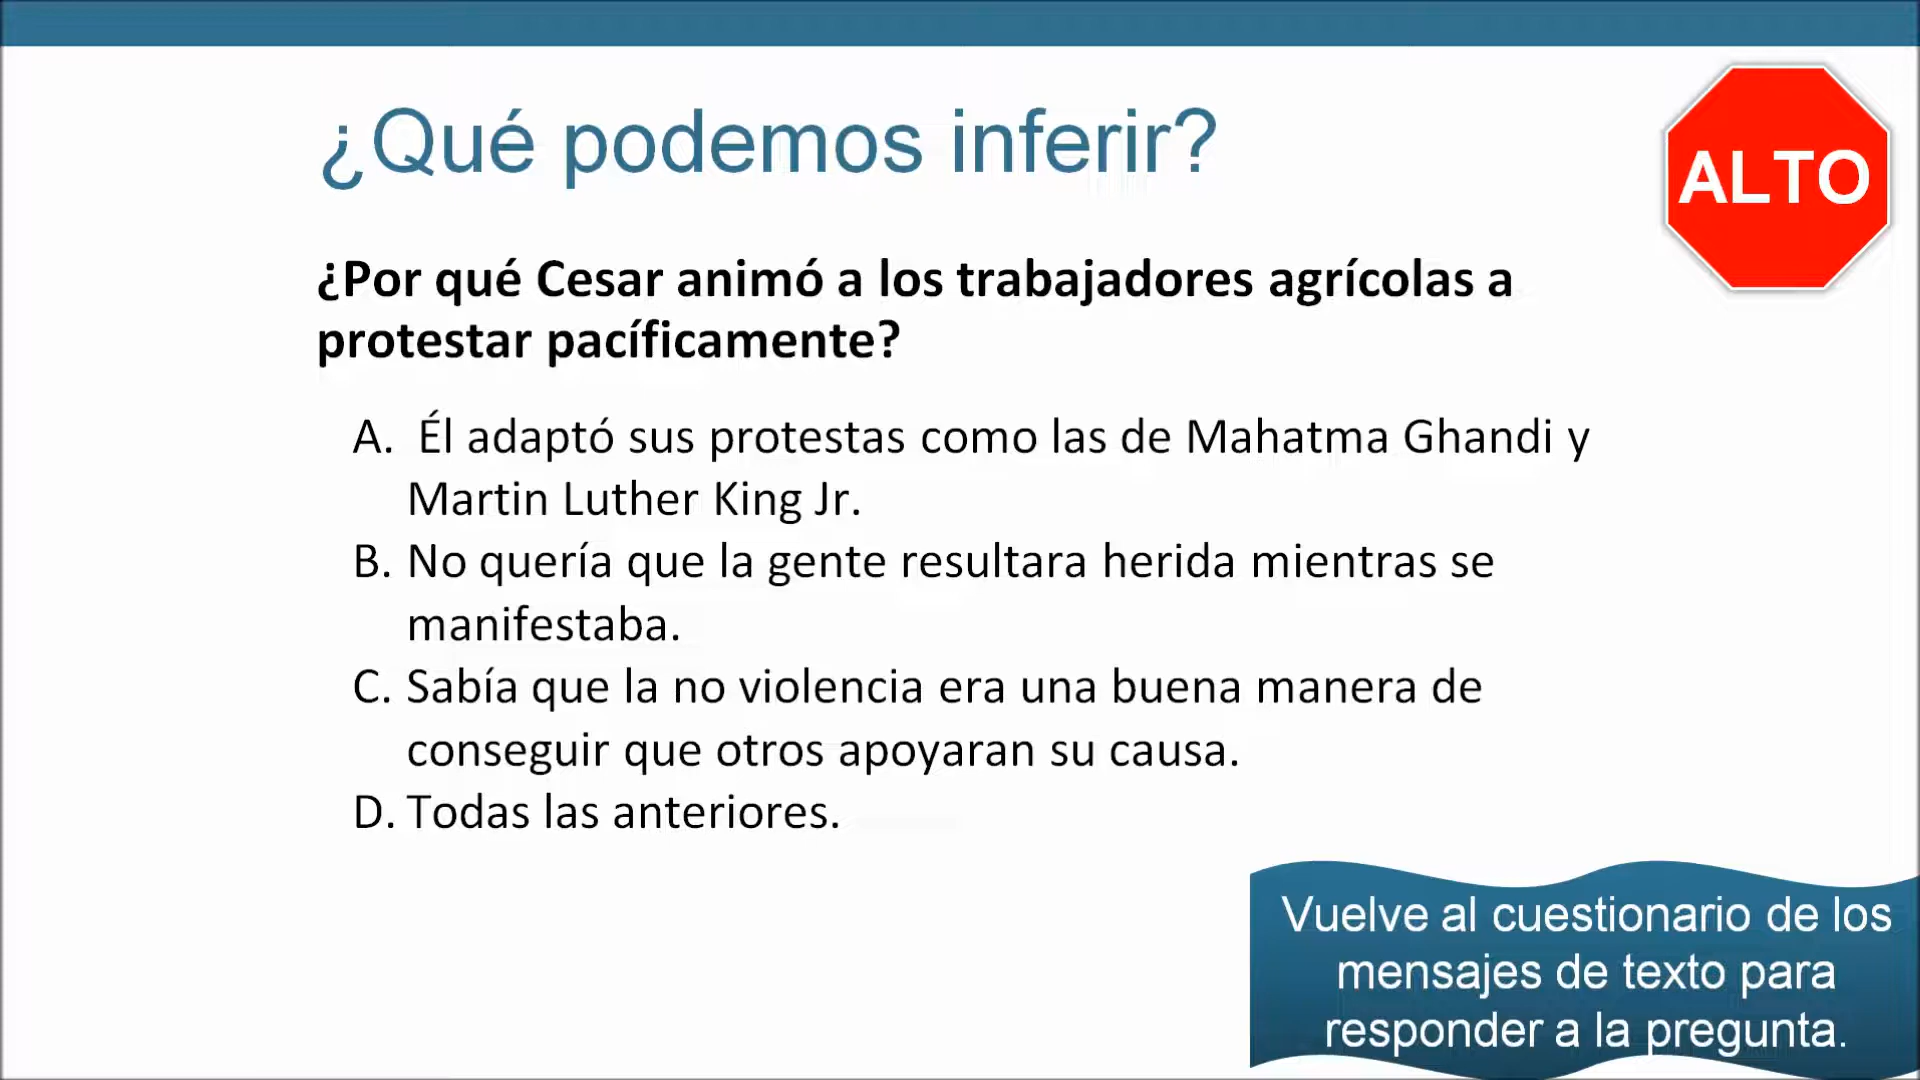 ¿Qué podemos inferir?
ALTO
¿Por qué Cesar animó a los trabajadores agrícolas a
protestar pacíficamente?
A. Él adaptó sus protestas como las de Mahatma Ghandi y
Martin Luther King Jr.
B. No quería que la gente resultara herida mientras se
manifestaba.
C. Sabía que la no violencia era una buena manera de
conseguir que otros apoyaran su causa.
D. Todas las anteriores.
Vuelve al cuestionario de los
mensajes de texto para
responder a la pregunta.